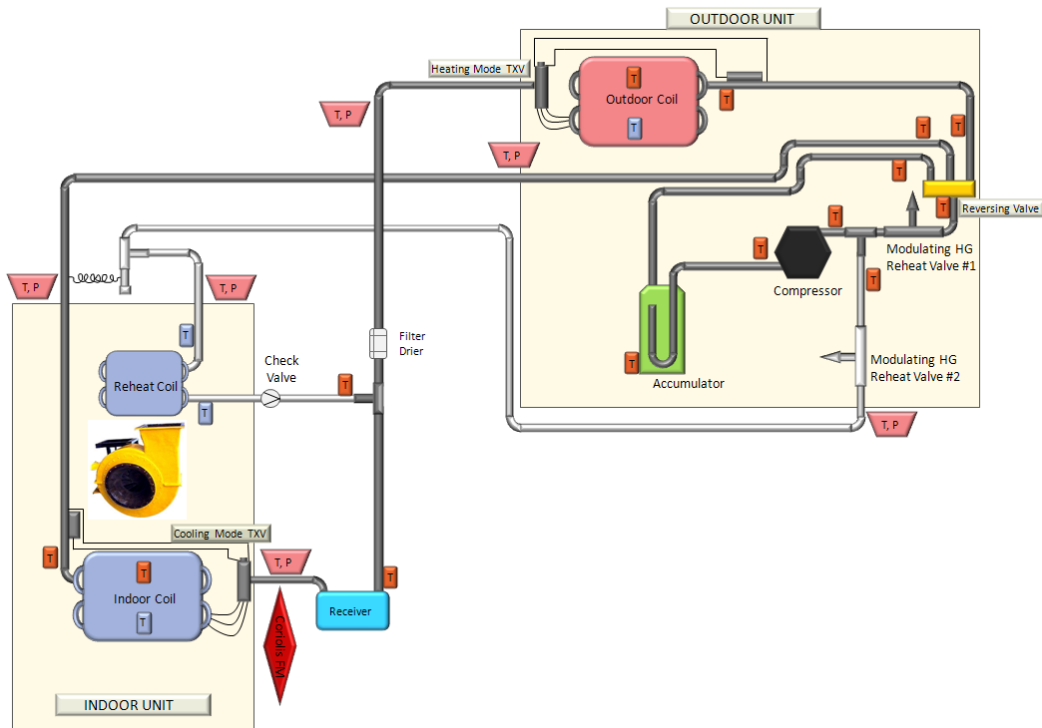 OUTDOOR UNIT
Heating Mode TXV
T
Outdoor Coil
T
T
T, P
T
T
T, P
T
T
Reversing Valve
T
T
Modulating HG
Reheat Valve #1
T
Compressor
T
T, P
T, P
T
Filter
Drier
Modulating HG
Reheat Valve #2
T
Accumulator
Check
Valve
Reheat Coil
T
T
T, P
Cooling Mode TXV
T
T, P
T
T
Indoor Coil
T
Receiver
Coriolis FM
INDOOR UNIT